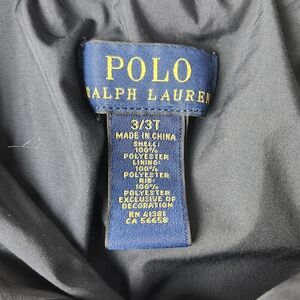 POLO
RALPH LAUREN
3/3T
MADE IN CHINA
SHELL:
100%
POLYESTER
LINING:
100%
POLYESTER
RIB:
100%
POLYESTER
EXCLUSIVE OF
DECORATION
RN 41381
CA 56658